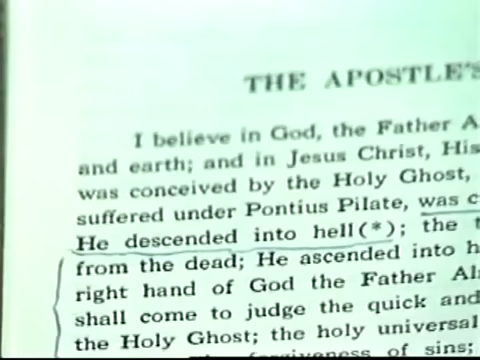 THE APOSTLE'S
I believe in God, the Father A
and earth; and in Jesus Christ, His
was conceived by the Holy Ghost,
suffered under Pontius Pilate, was c
He descended into hell(*); the t
from the dead; He ascended into h
right hand of God the Father Al
shall come to judge the quick and
the Holy Ghost; the holy universal
forgiveness of sins;